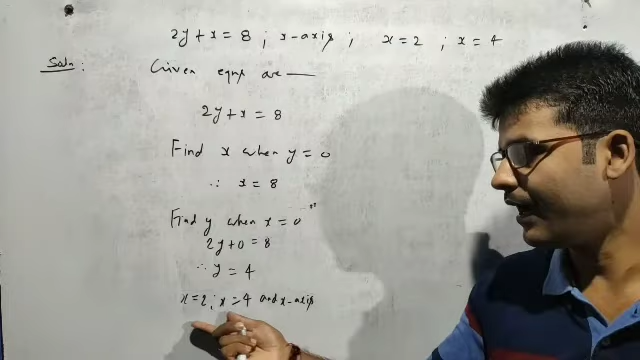 2y + x = 8 ; x-axis ; x = 2 ; x = 4
Soln :
Given eqns are —
2y + x = 8
Find x when y = 0
∴ x = 8
Find y when x = 0
2y + 0 = 8
∴ y = 4
x = 2 ; x = 4 and x-axis